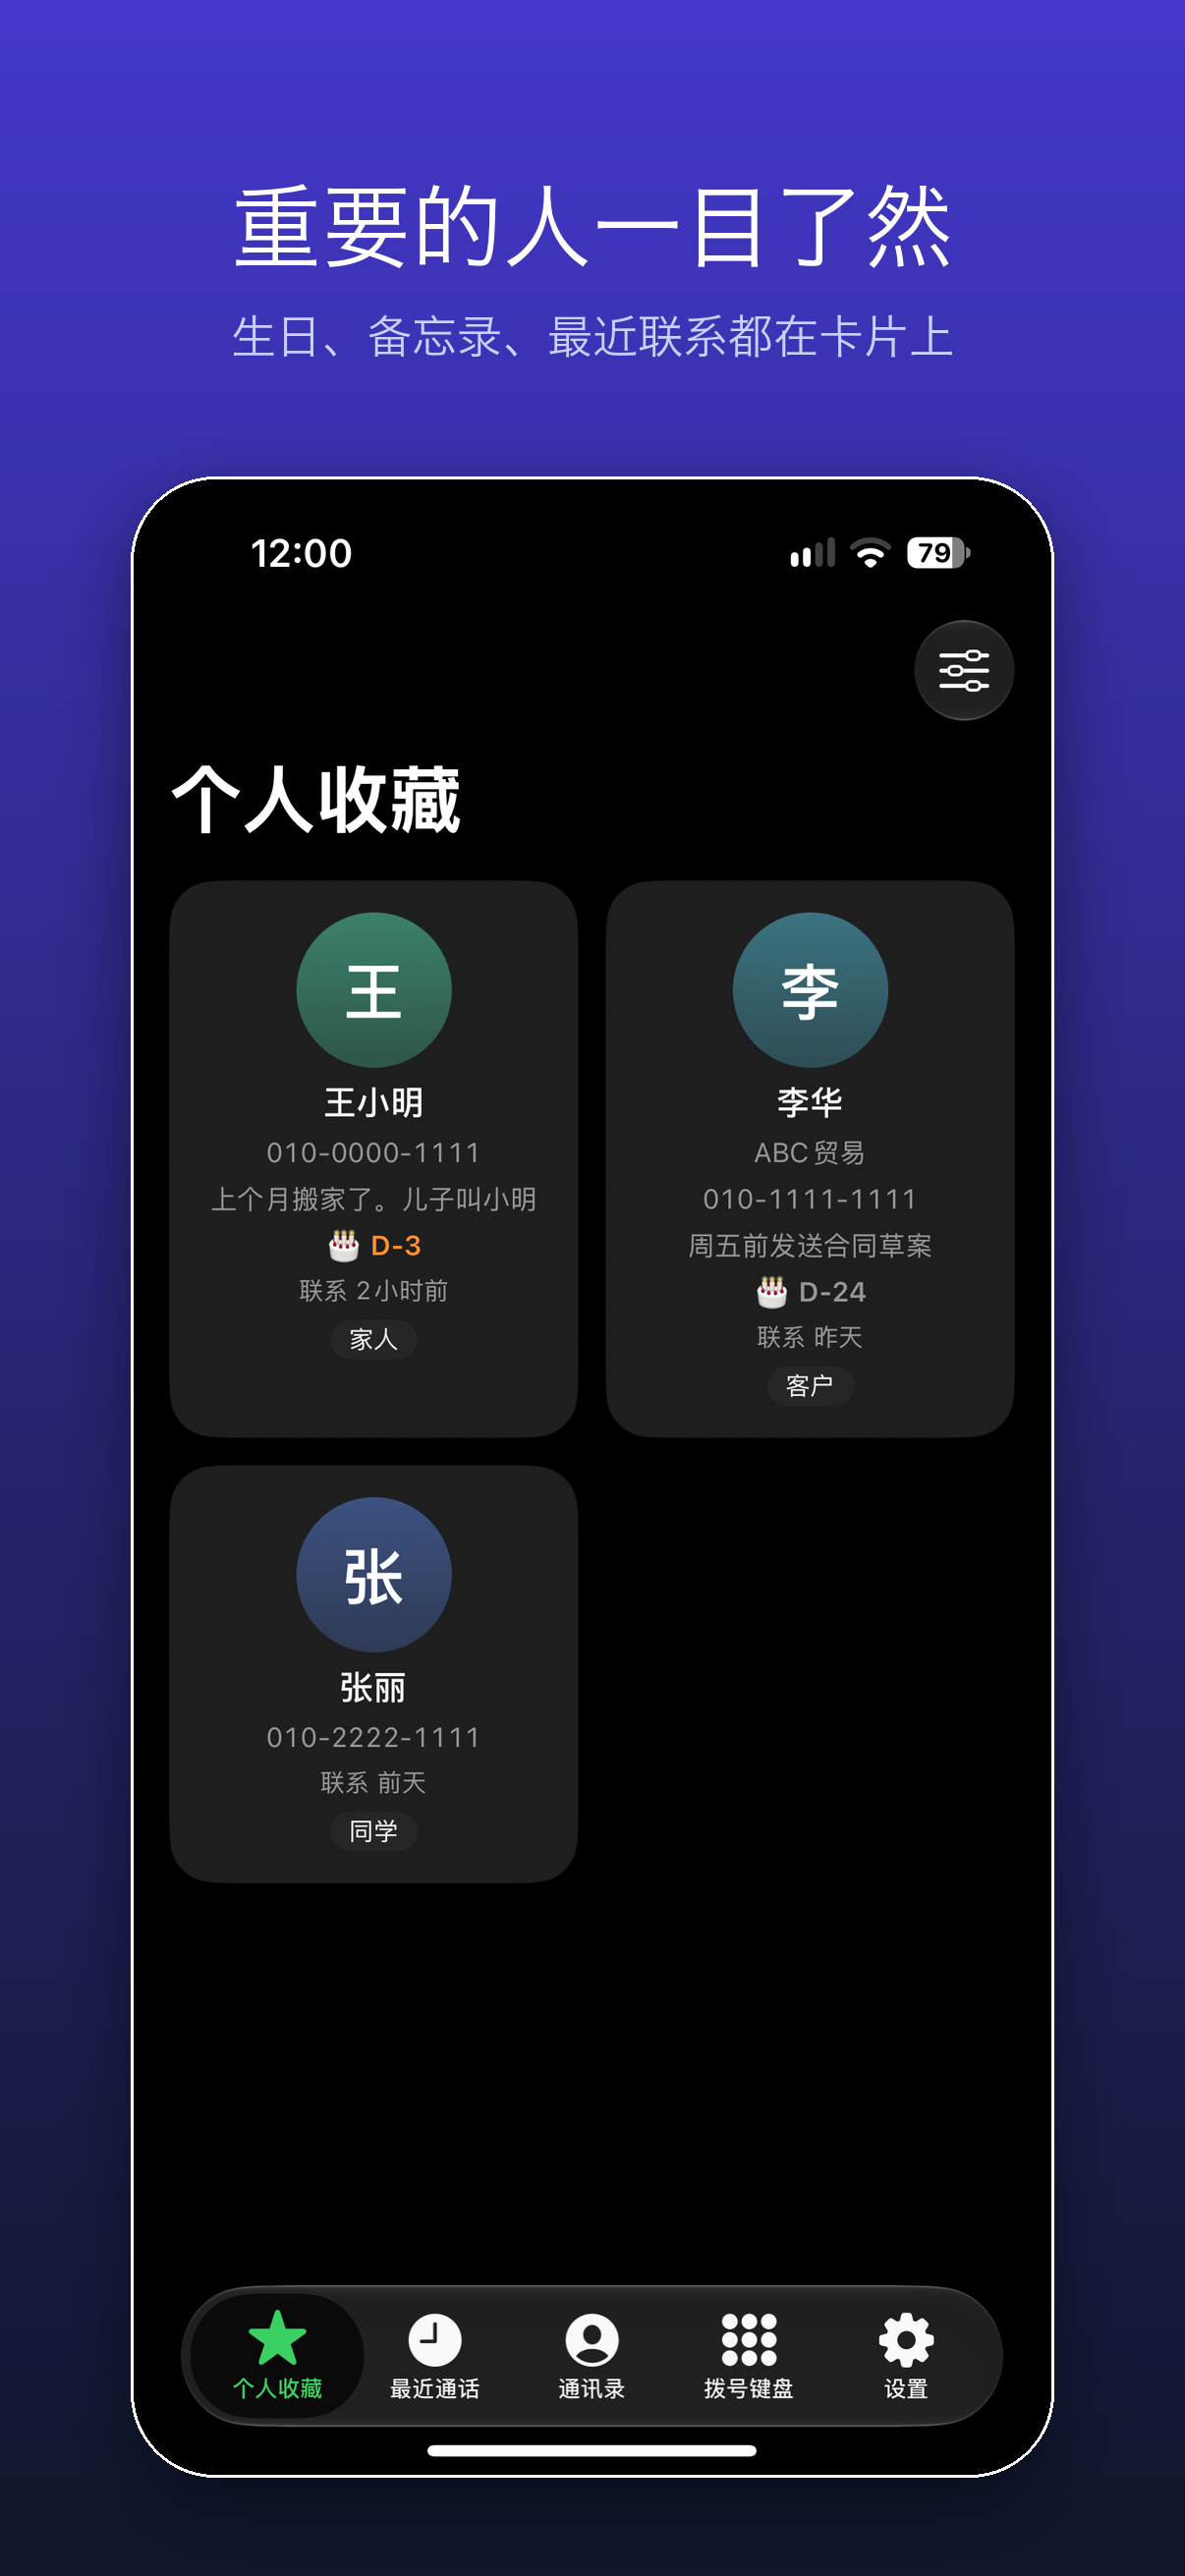 重要的人一目了然
生日、备忘录、最近联系都在卡片上
12:00
79
个人收藏
王
王小明
010-0000-1111
上个月搬家了。儿子叫小明
D-3
联系 2小时前
家人
李
李华
ABC 贸易
010-1111-1111
周五前发送合同草案
D-24
联系 昨天
客户
张
张丽
010-2222-1111
联系 前天
同学
个人收藏
最近通话
通讯录
拨号键盘
设置